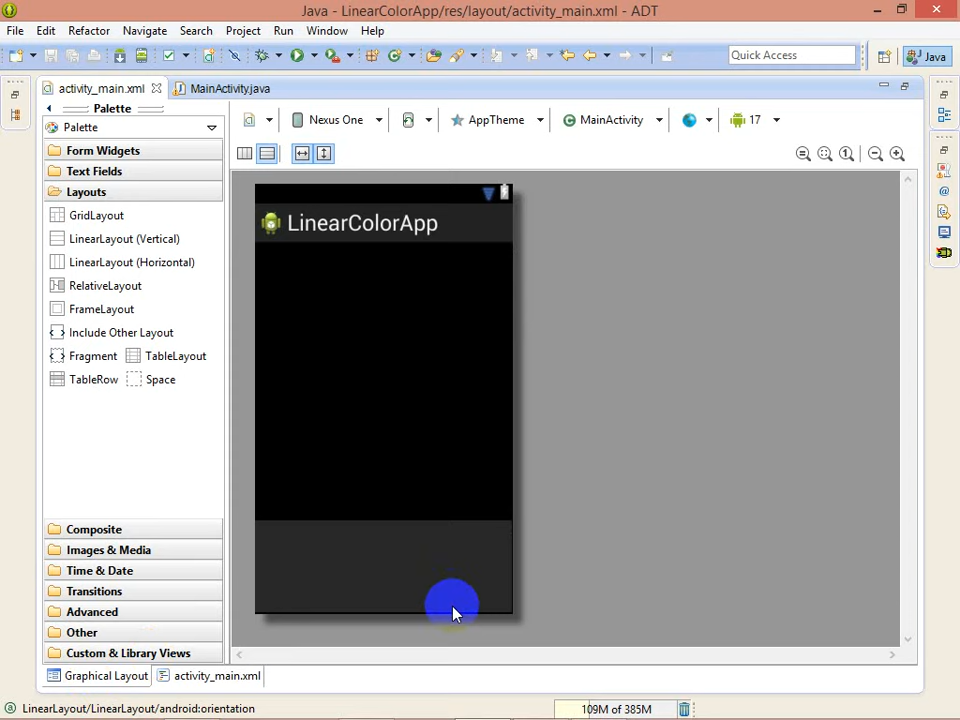 Java - LinearColorApp/res/layout/activity_main.xml - ADT
File Edit Refactor Navigate Search Project Run Window Help
Quick Access
Java
activity_main.xml
MainActivity.java
Palette
Palette
Nexus One
AppTheme
MainActivity
17
Form Widgets
Text Fields
Layouts
GridLayout
LinearLayout (Vertical)
LinearLayout (Horizontal)
RelativeLayout
FrameLayout
Include Other Layout
Fragment TableLayout
TableRow Space
LinearColorApp
Composite
Images & Media
Time & Date
Transitions
Advanced
Other
Custom & Library Views
Graphical Layout activity_main.xml
LinearLayout/LinearLayout/android:orientation
109M of 385M